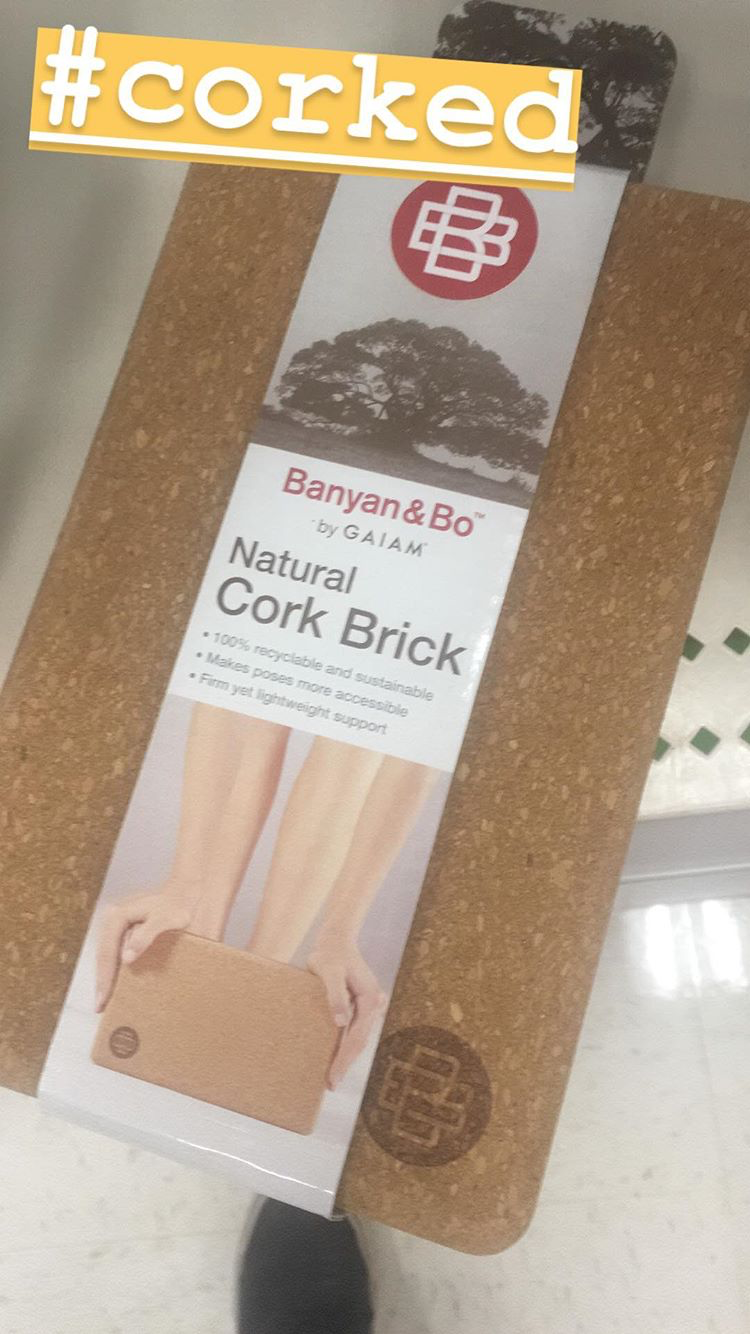 #corked
BB
Banyan&Bo™
by GAIAM
Natural
Cork Brick
• 100% recyclable and sustainable
• Makes poses more accessible
• Firm yet lightweight support